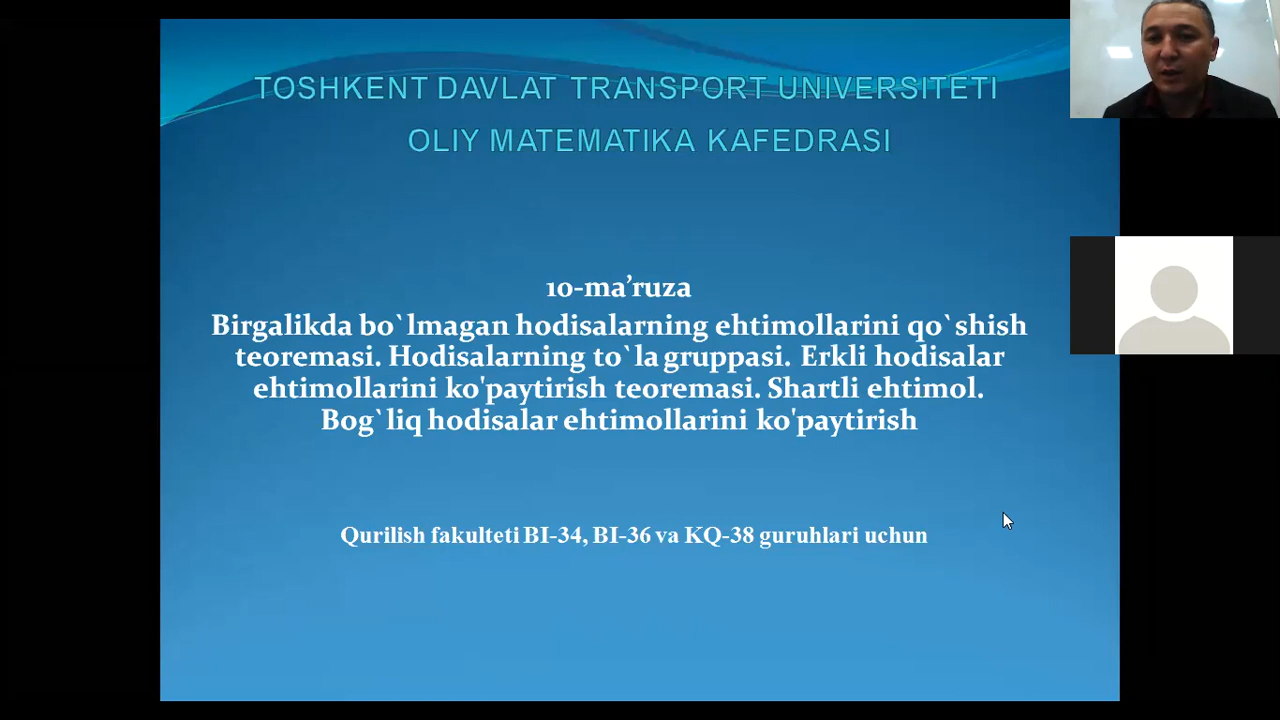 TOSHKENT DAVLAT TRANSPORT UNIVERSITETI
OLIY MATEMATIKA KAFEDRASI
10-ma’ruza
Birgalikda bo`lmagan hodisalarning ehtimollarini qo`shish
teoremasi. Hodisalarning to`la gruppasi. Erkli hodisalar
ehtimollarini ko'paytirish teoremasi. Shartli ehtimol.
Bog`liq hodisalar ehtimollarini ko'paytirish
Qurilish fakulteti BI-34, BI-36 va KQ-38 guruhlari uchun